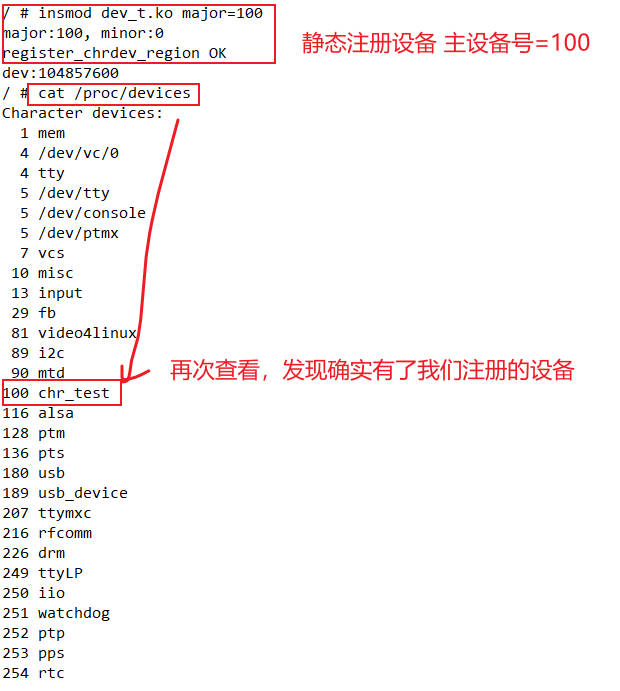 / # insmod dev_t.ko major=100
major:100, minor:0
register_chrdev_region OK
静态注册设备 主设备号=100
dev:104857600
/ # cat /proc/devices
Character devices:
1 mem
4 /dev/vc/0
4 tty
5 /dev/tty
5 /dev/console
5 /dev/ptmx
7 vcs
10 misc
13 input
29 fb
81 video4linux
89 i2c
90 mtd
再次查看，发现确实有了我们注册的设备
100 chr_test
116 alsa
128 ptm
136 pts
180 usb
189 usb_device
207 ttymxc
216 rfcomm
226 drm
249 ttyLP
250 iio
251 watchdog
252 ptp
253 pps
254 rtc